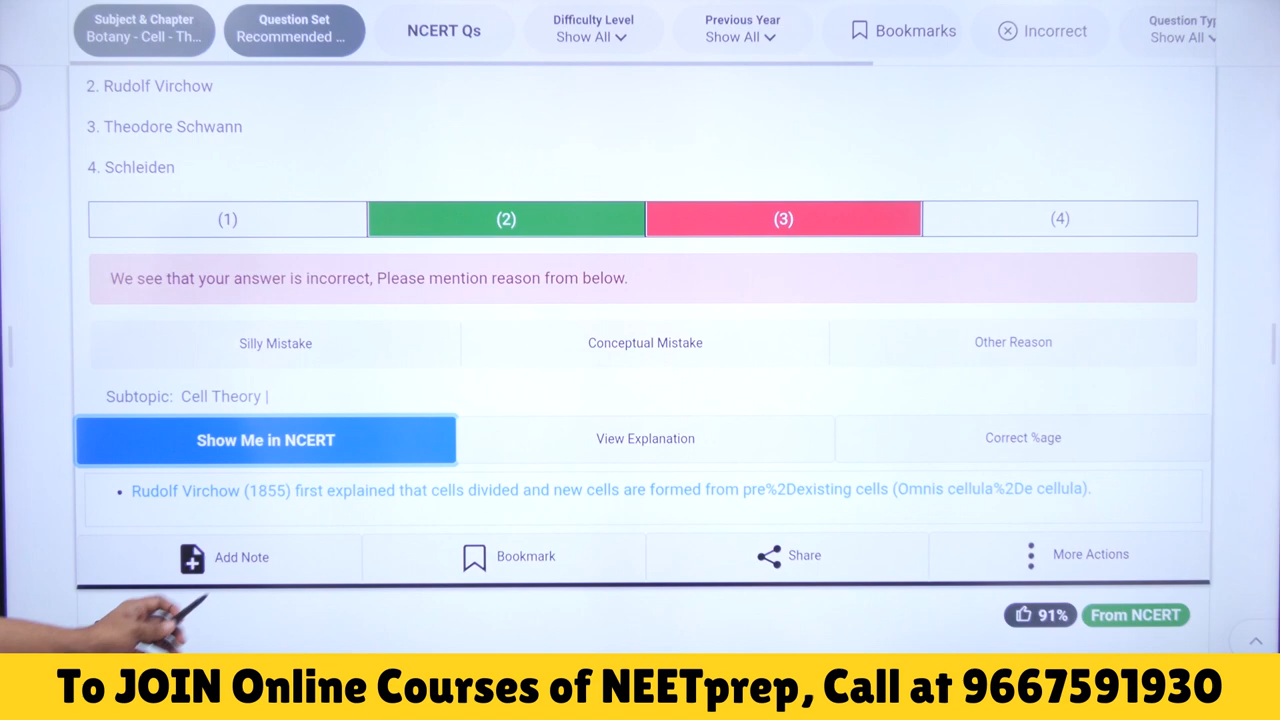 Subject & Chapter
Botany - Cell - Th...
Question Set
Recommended ...
NCERT Qs
Difficulty Level
Show All
Previous Year
Show All
Bookmarks
Incorrect
Question Typ
Show All
2. Rudolf Virchow
3. Theodore Schwann
4. Schleiden
(1)
(2)
(3)
(4)
We see that your answer is incorrect, Please mention reason from below.
Silly Mistake
Conceptual Mistake
Other Reason
Subtopic: Cell Theory |
Show Me in NCERT
View Explanation
Correct %age
• Rudolf Virchow (1855) first explained that cells divided and new cells are formed from pre%2Dexisting cells (Omnis cellula%2De cellula).
Add Note
Bookmark
Share
More Actions
91%
From NCERT
To JOIN Online Courses of NEETprep, Call at 9667591930